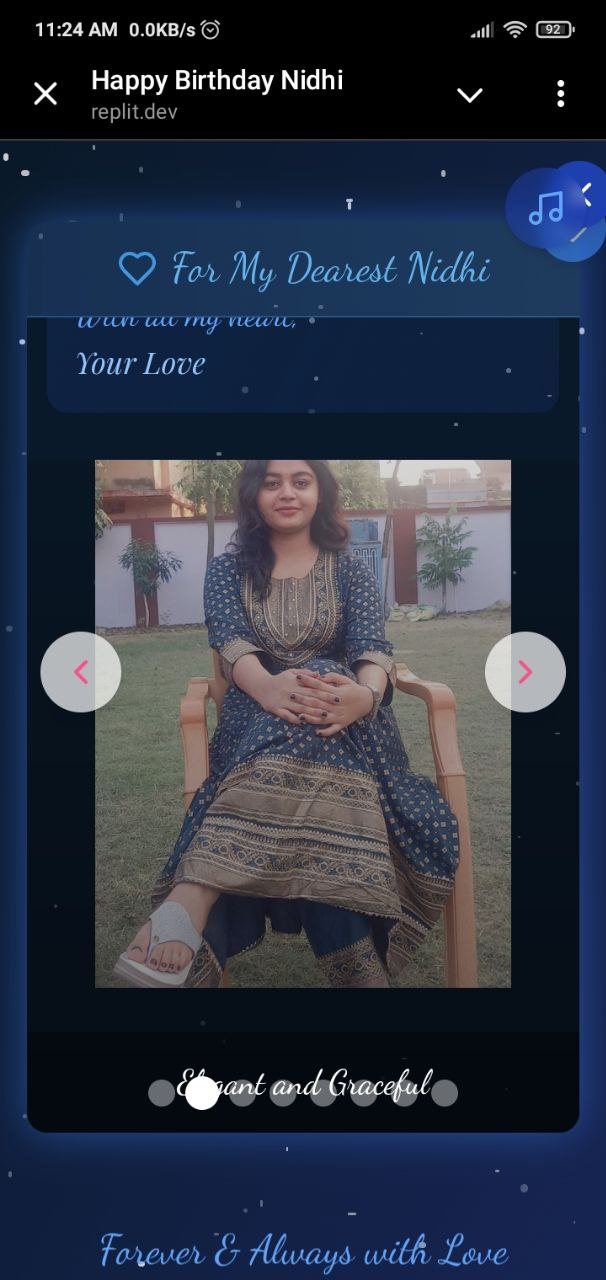 11:24 AM 0.0KB/s
92
Happy Birthday Nidhi
replit.dev
For My Dearest Nidhi
With all my heart,
Your Love
Elegant and Graceful
Forever & Always with Love